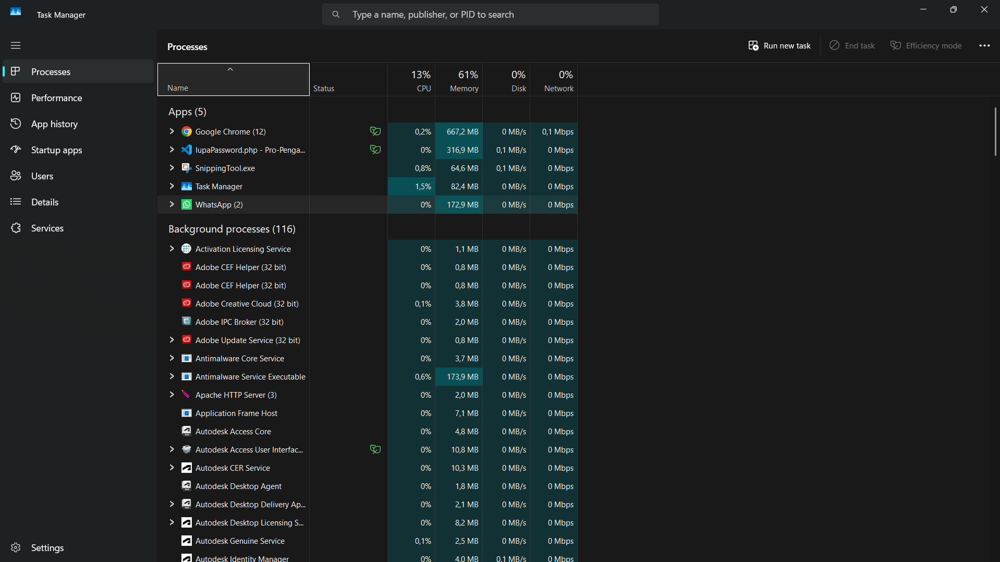 Task Manager
Type a name, publisher, or PID to search
Processes
Performance
App history
Startup apps
Users
Details
Services
Settings
Processes
Run new task
End task
Efficiency mode
Name Status 13% CPU 61% Memory 0% Disk 0% Network
Apps (5)
Google Chrome (12) 0,2% 667,2 MB 0 MB/s 0,1 Mbps
lupaPassword.php - Pro-Penga... 0% 316,9 MB 0,1 MB/s 0 Mbps
SnippingTool.exe 0,8% 64,6 MB 0,1 MB/s 0 Mbps
Task Manager 1,5% 82,4 MB 0 MB/s 0 Mbps
WhatsApp (2) 0% 172,9 MB 0 MB/s 0 Mbps
Background processes (116)
Activation Licensing Service 0% 1,1 MB 0 MB/s 0 Mbps
Adobe CEF Helper (32 bit) 0% 0,8 MB 0 MB/s 0 Mbps
Adobe CEF Helper (32 bit) 0% 0,8 MB 0 MB/s 0 Mbps
Adobe Creative Cloud (32 bit) 0,1% 3,8 MB 0 MB/s 0 Mbps
Adobe IPC Broker (32 bit) 0% 2,0 MB 0 MB/s 0 Mbps
Adobe Update Service (32 bit) 0% 0,8 MB 0 MB/s 0 Mbps
Antimalware Core Service 0% 3,7 MB 0 MB/s 0 Mbps
Antimalware Service Executable 0,6% 173,9 MB 0 MB/s 0 Mbps
Apache HTTP Server (3) 0% 2,0 MB 0 MB/s 0 Mbps
Application Frame Host 0% 7,1 MB 0 MB/s 0 Mbps
Autodesk Access Core 0% 4,8 MB 0 MB/s 0 Mbps
Autodesk Access User Interfac... 0% 10,8 MB 0 MB/s 0 Mbps
Autodesk CER Service 0% 10,3 MB 0 MB/s 0 Mbps
Autodesk Desktop Agent 0% 1,8 MB 0 MB/s 0 Mbps
Autodesk Desktop Delivery Ap... 0% 2,1 MB 0 MB/s 0 Mbps
Autodesk Desktop Licensing S... 0% 8,2 MB 0 MB/s 0 Mbps
Autodesk Genuine Service 0,1% 2,5 MB 0 MB/s 0 Mbps
Autodesk Identity Manager 0% 4,0 MB 0,1 MB/s 0 Mbps